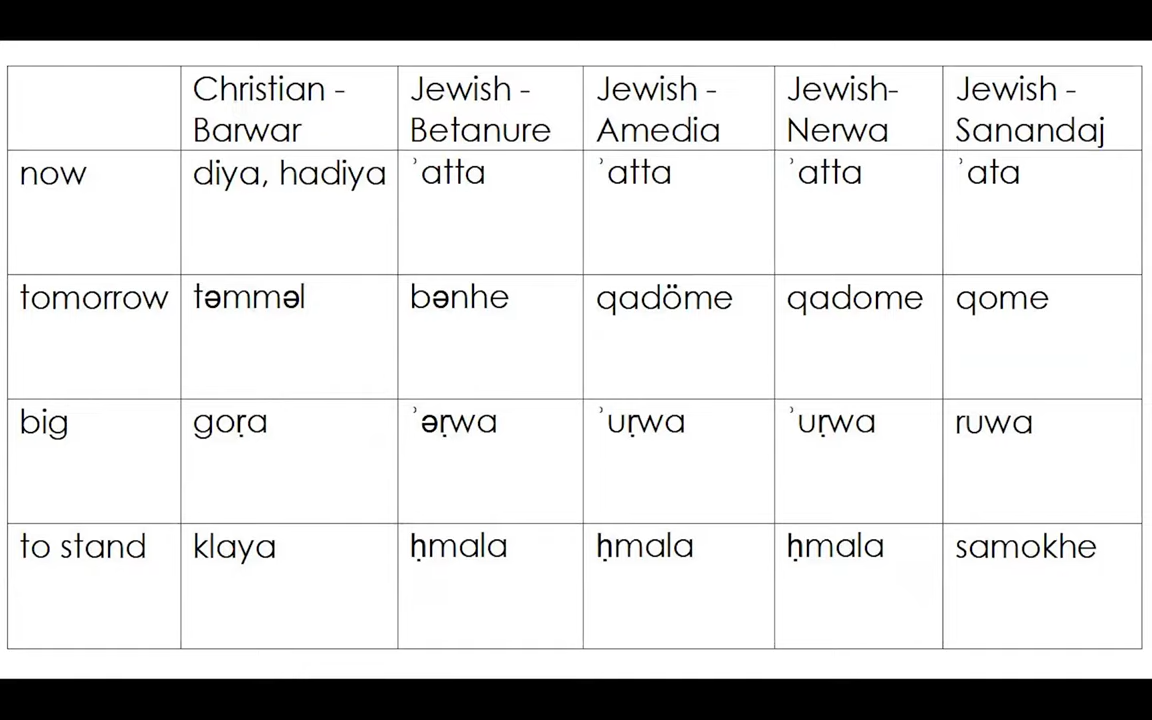 Christian - Jewish - Jewish - Jewish- Jewish -
Barwar Betanure Amedia Nerwa Sanandaj
now diya, hadiya ʾatta ʾatta ʾatta ʾata
tomorrow təmməl bənhe qadöme qadome qome
big goṛa ʾəṛwa ʾuṛwa ʾuṛwa ruwa
to stand klaya ḥmala ḥmala ḥmala samokhe